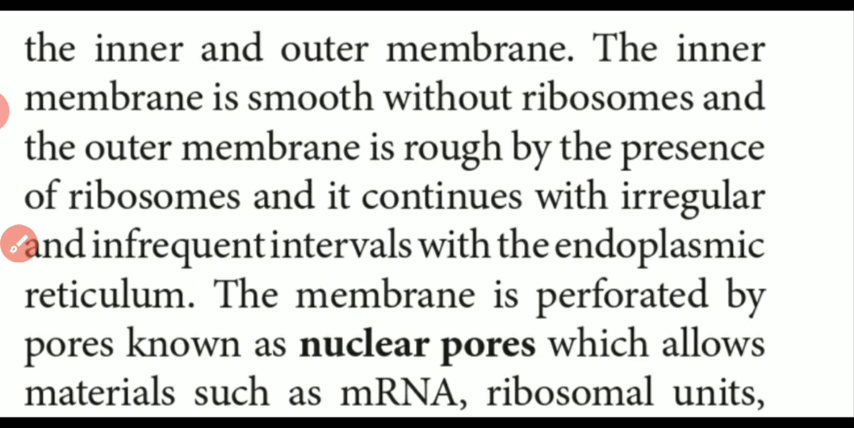 the inner and outer membrane. The inner
membrane is smooth without ribosomes and
the outer membrane is rough by the presence
of ribosomes and it continues with irregular
and infrequent intervals with the endoplasmic
reticulum. The membrane is perforated by
pores known as nuclear pores which allows
materials such as mRNA, ribosomal units,